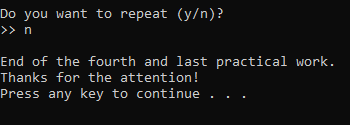 Do you want to repeat (y/n)?
>> n
End of the fourth and last practical work.
Thanks for the attention!
Press any key to continue . . .